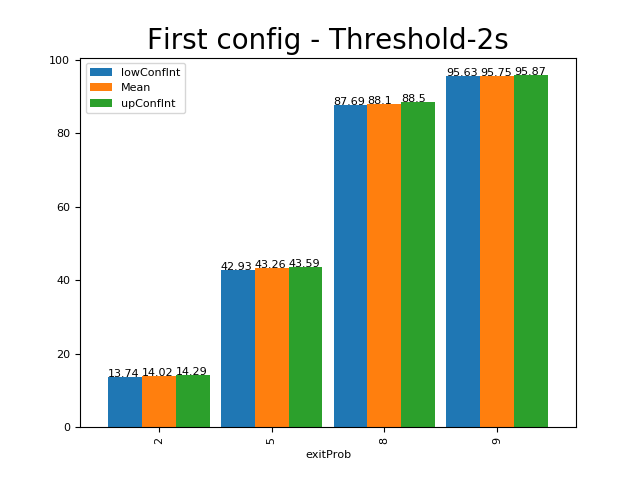 First config - Threshold-2s
100
80
60
40
20
0
lowConfInt
Mean
upConfInt
13.74 14.02 14.29
42.93 43.26 43.59
87.69 88.1 88.5
95.63 95.75 95.87
2 5 8 9
exitProb